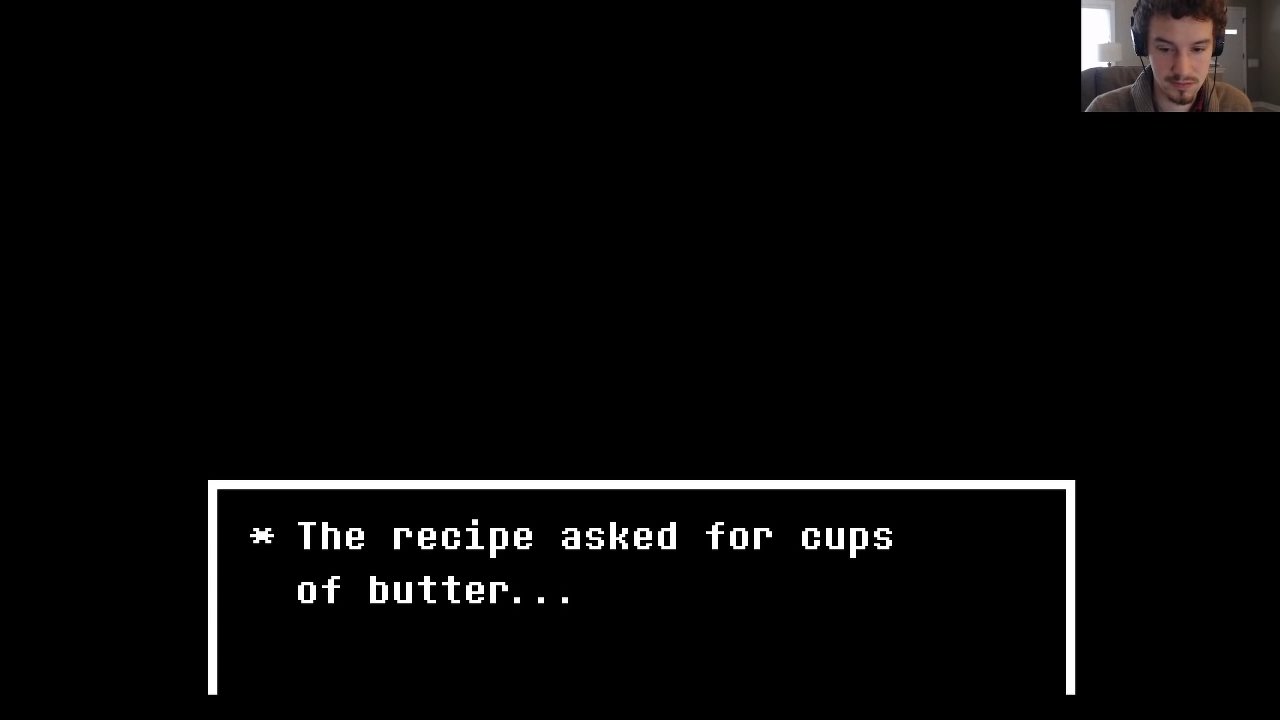 * The recipe asked for cups
of butter...